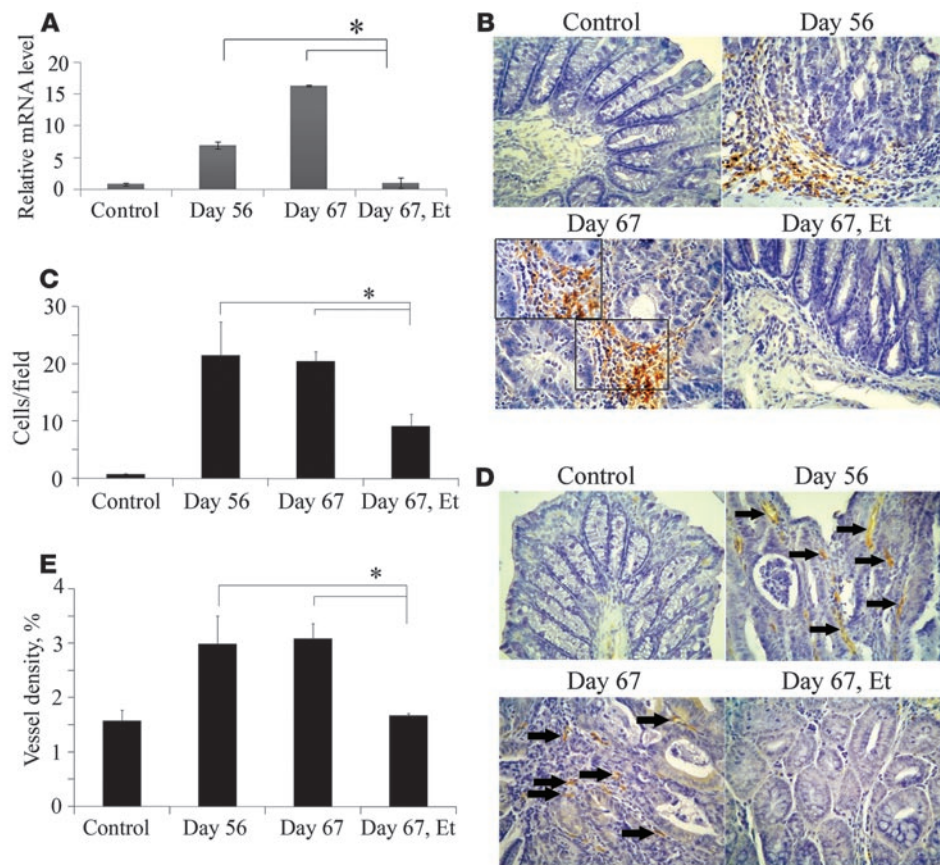 A
*
Relative mRNA level
20
15
10
5
0
Control Day 56 Day 67 Day 67, Et
B
Control Day 56
Day 67 Day 67, Et
C
*
Cells/field
30
20
10
0
Control Day 56 Day 67 Day 67, Et
D
Control Day 56
Day 67 Day 67, Et
E
*
Vessel density, %
4
3
2
1
0
Control Day 56 Day 67 Day 67, Et